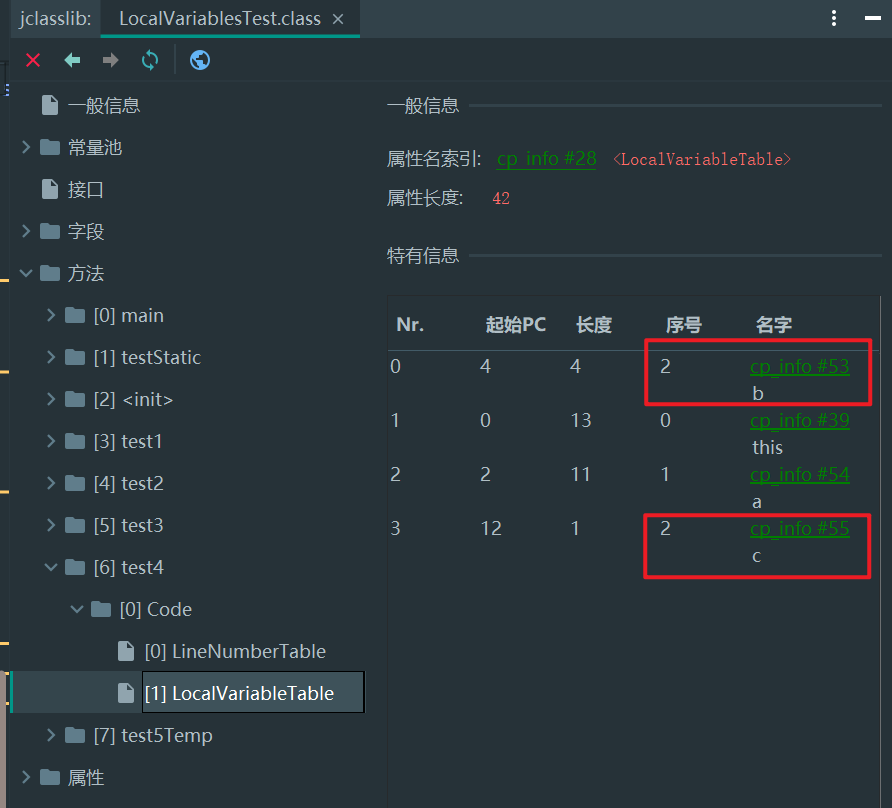 jclasslib:
LocalVariablesTest.class
一般信息
常量池
接口
字段
方法
[0] main
[1] testStatic
[2] <init>
[3] test1
[4] test2
[5] test3
[6] test4
[0] Code
[0] LineNumberTable
[1] LocalVariableTable
[7] test5Temp
属性
一般信息
属性名索引: cp_info #28 <LocalVariableTable>
属性长度: 42
特有信息
Nr. 起始PC 长度 序号 名字
0 4 4 2 cp_info #53
b
1 0 13 0 cp_info #39
this
2 2 11 1 cp_info #54
a
3 12 1 2 cp_info #55
c